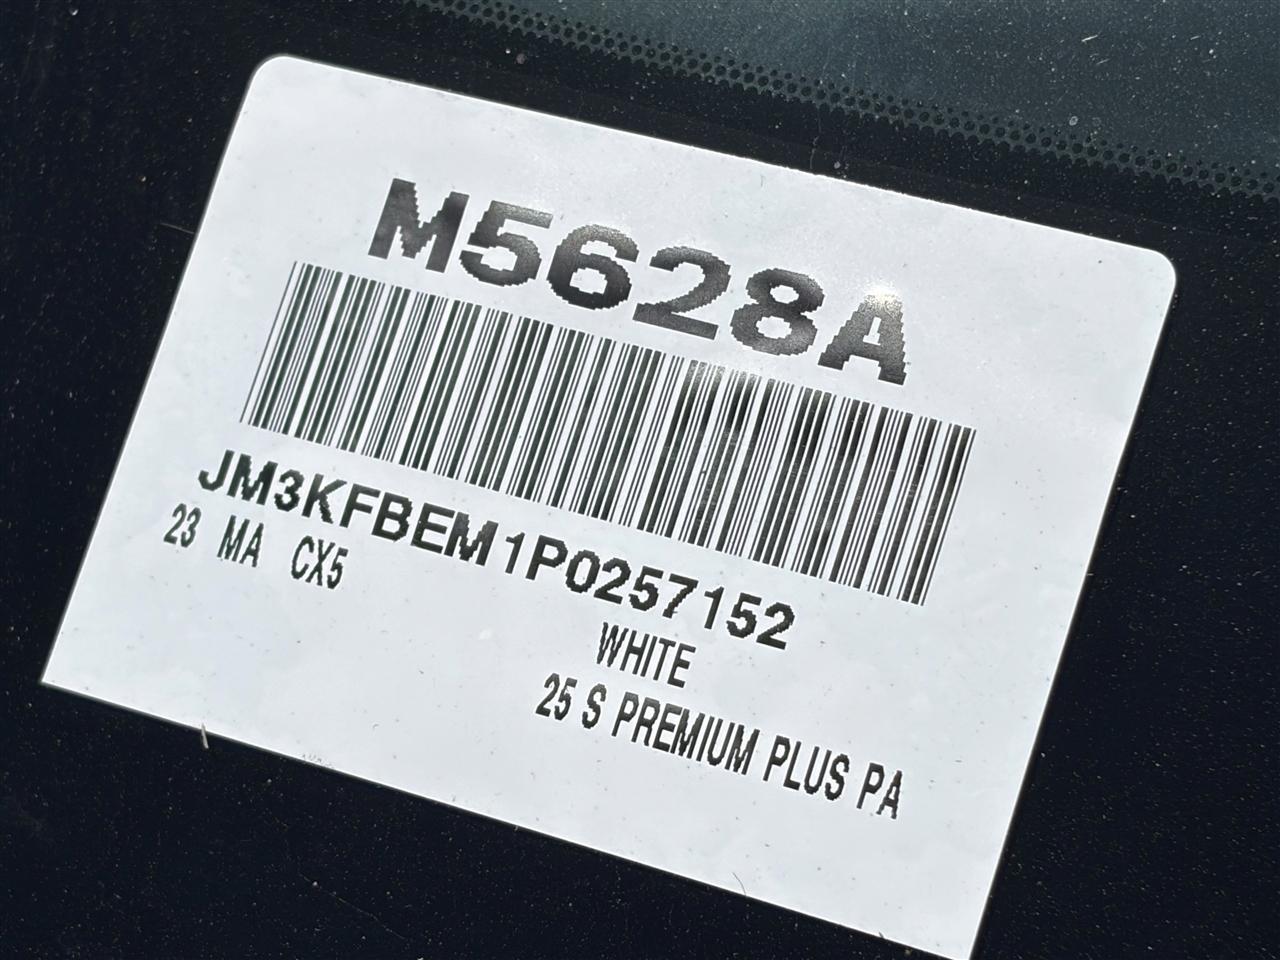 M5628A
JM3KFBEM1P0257152
23 MA CX5
WHITE
25 S PREMIUM PLUS PA